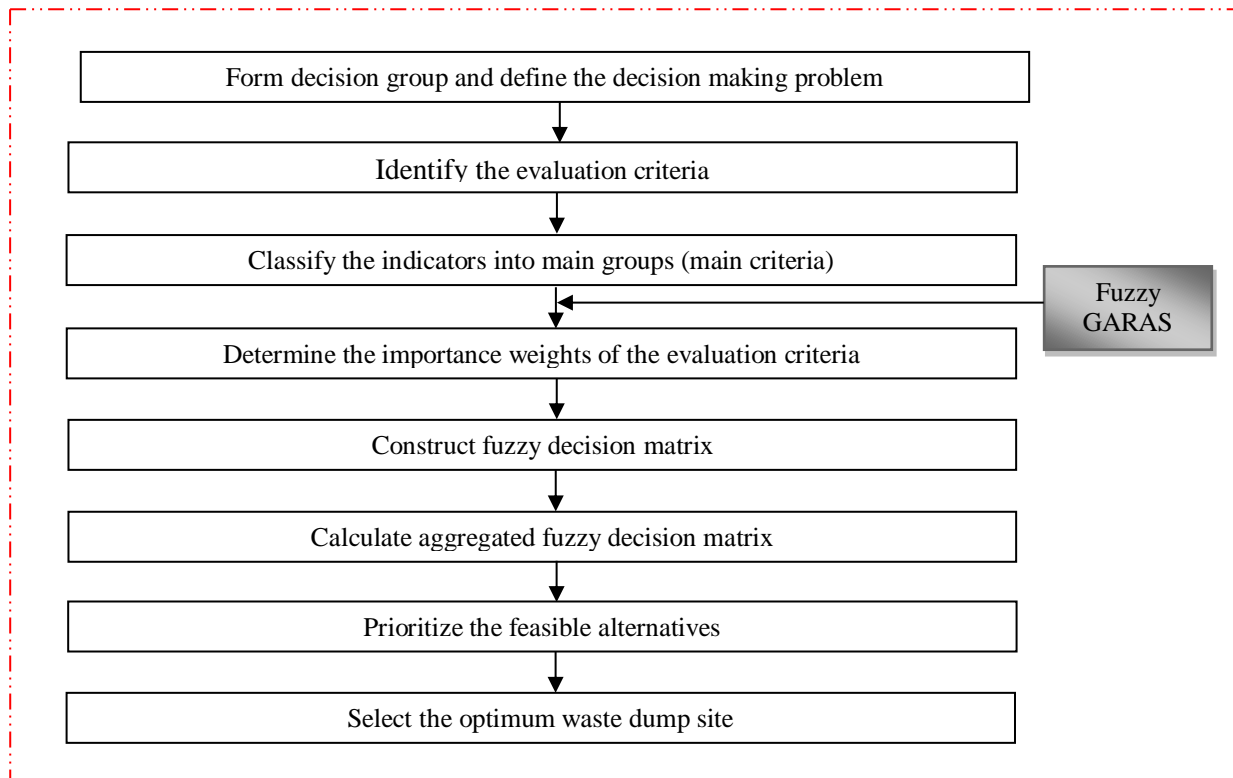 Form decision group and define the decision making problem
Identify the evaluation criteria
Classify the indicators into main groups (main criteria)
Fuzzy
GARAS
Determine the importance weights of the evaluation criteria
Construct fuzzy decision matrix
Calculate aggregated fuzzy decision matrix
Prioritize the feasible alternatives
Select the optimum waste dump site